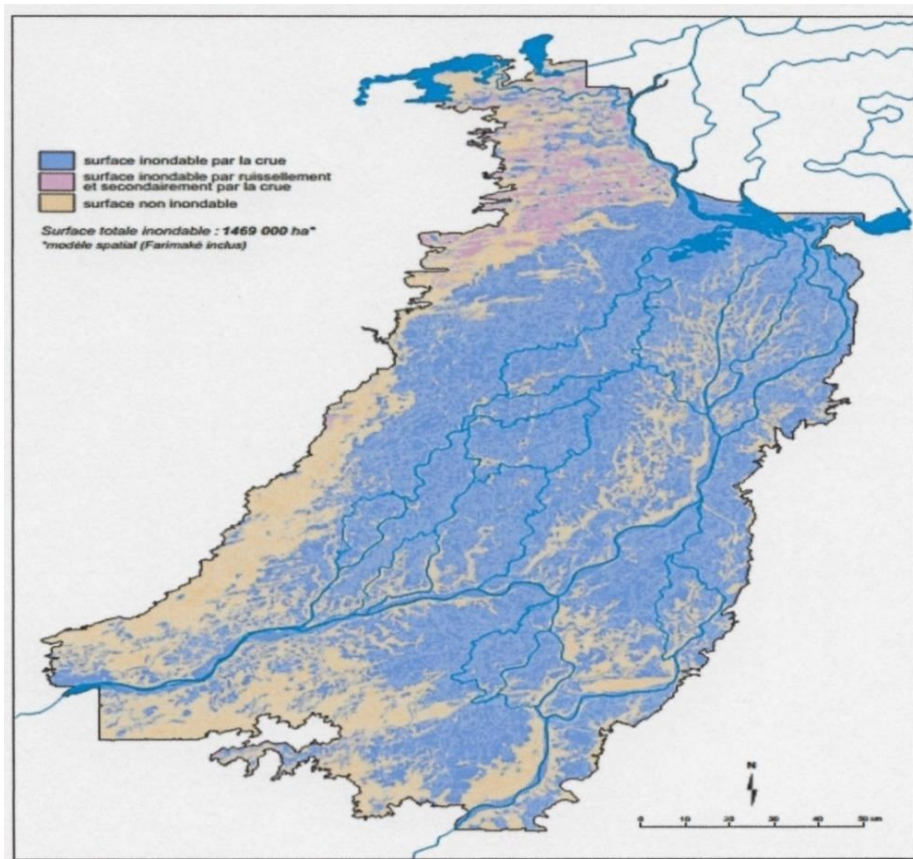 surface inondable par la crue
surface inondable par ruissellement
et secondairement par la crue
surface non inondable
Surface totale inondable : 1469 000 ha*
*modèle spatial (Farimaké inclus)
N
0 10 20 30 40 50 km